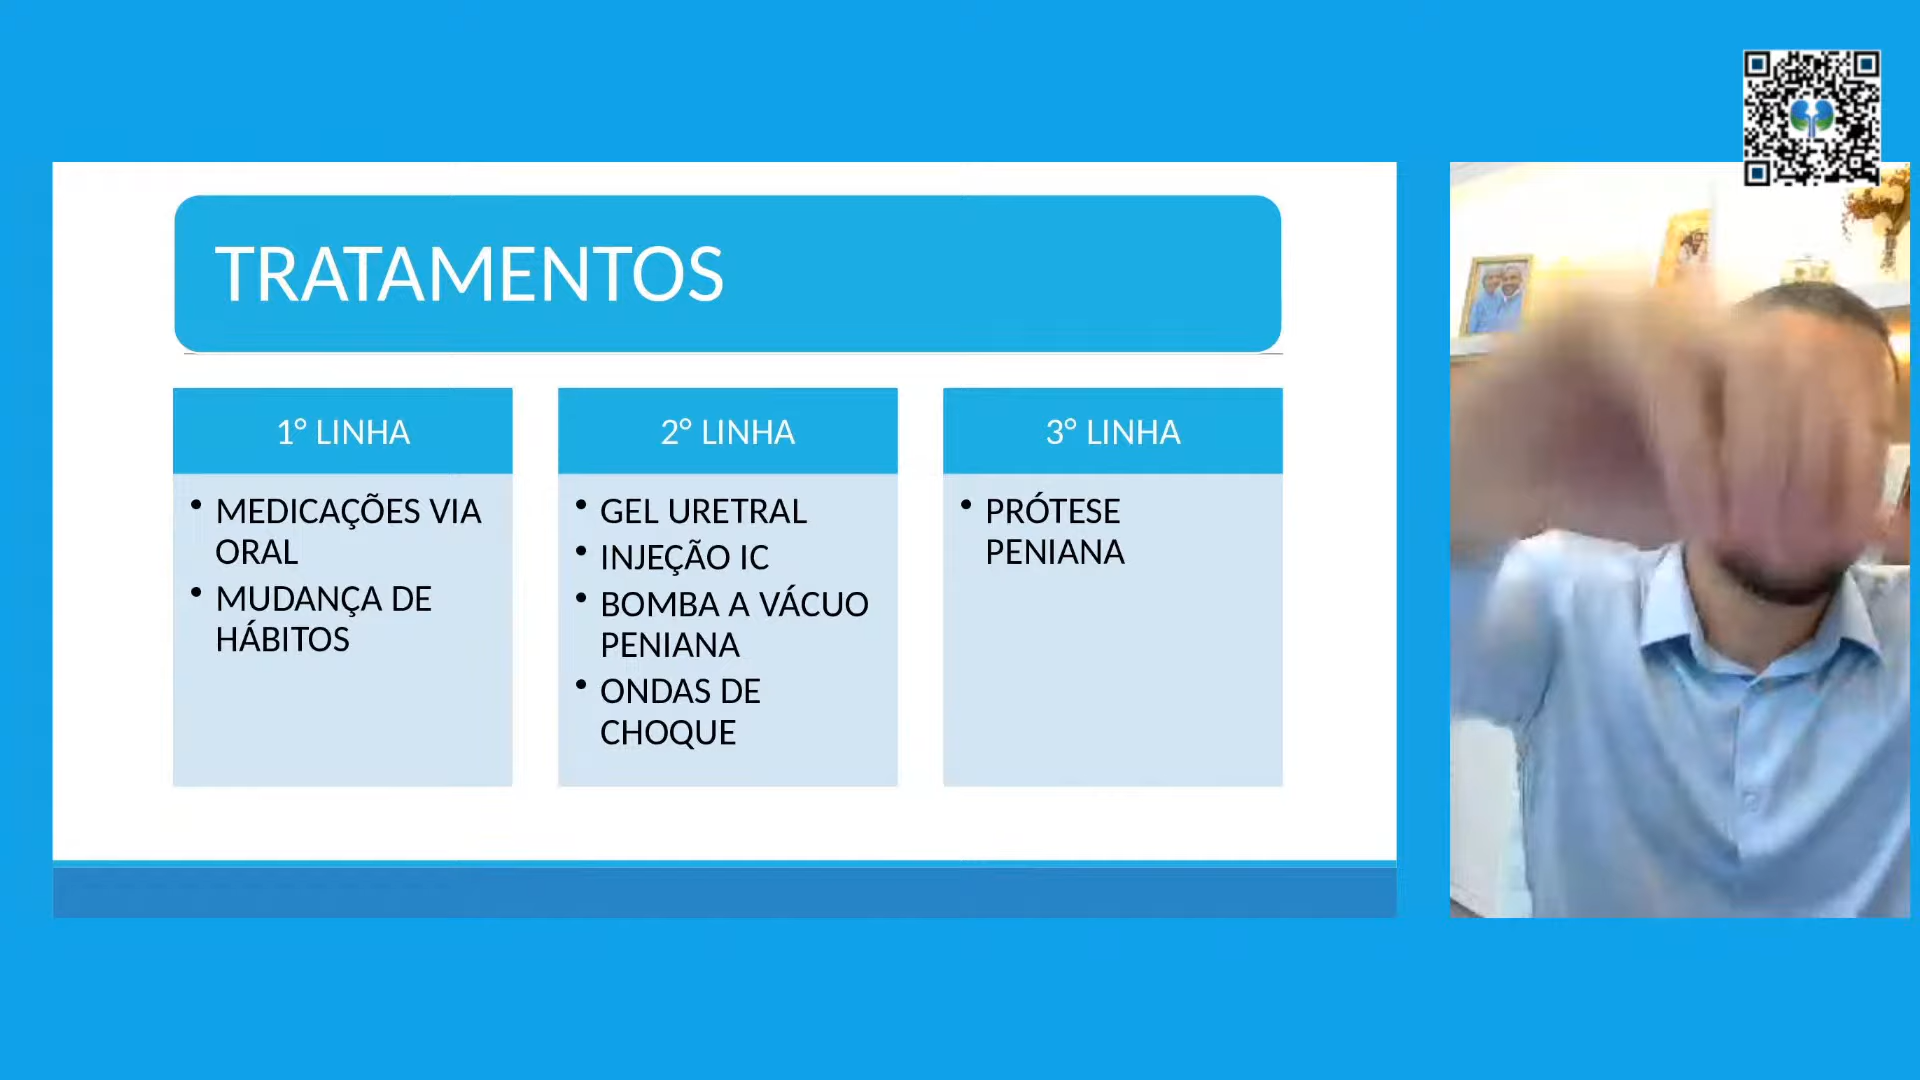 TRATAMENTOS
1° LINHA
• MEDICAÇÕES VIA
ORAL
• MUDANÇA DE
HÁBITOS
2° LINHA
• GEL URETRAL
• INJEÇÃO IC
• BOMBA A VÁCUO
PENIANA
• ONDAS DE
CHOQUE
3° LINHA
• PRÓTESE
PENIANA